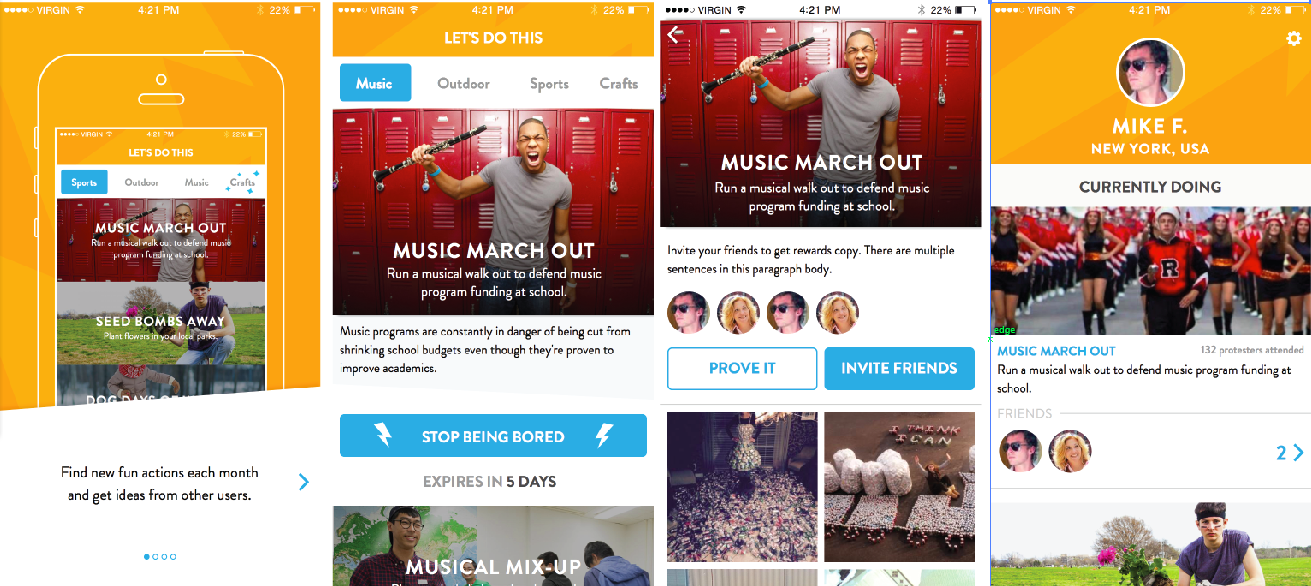 VIRGIN 4:21 PM 22%
VIRGIN 4:21 PM 22%
LET'S DO THIS
Sports Outdoor Music Crafts
MUSIC MARCH OUT
Run a musical walk out to defend music
program funding at school.
SEED BOMBS AWAY
Plant flowers in your local parks.
Find new fun actions each month
and get ideas from other users.
VIRGIN 4:21 PM 22%
LET'S DO THIS
Music Outdoor Sports Crafts
MUSIC MARCH OUT
Run a musical walk out to defend music
program funding at school.
Music programs are constantly in danger of being cut from
shrinking school budgets even though they're proven to
improve academics.
STOP BEING BORED
EXPIRES IN 5 DAYS
MUSICAL MIX-UP
VIRGIN 4:21 PM 22%
MUSIC MARCH OUT
Run a musical walk out to defend music
program funding at school.
Invite your friends to get rewards copy. There are multiple
sentences in this paragraph body.
PROVE IT
INVITE FRIENDS
I THINK
I CAN
VIRGIN 4:21 PM 22%
MIKE F.
NEW YORK, USA
CURRENTLY DOING
R
edge
MUSIC MARCH OUT 132 protesters attended
Run a musical walk out to defend music program funding at
school.
FRIENDS
2